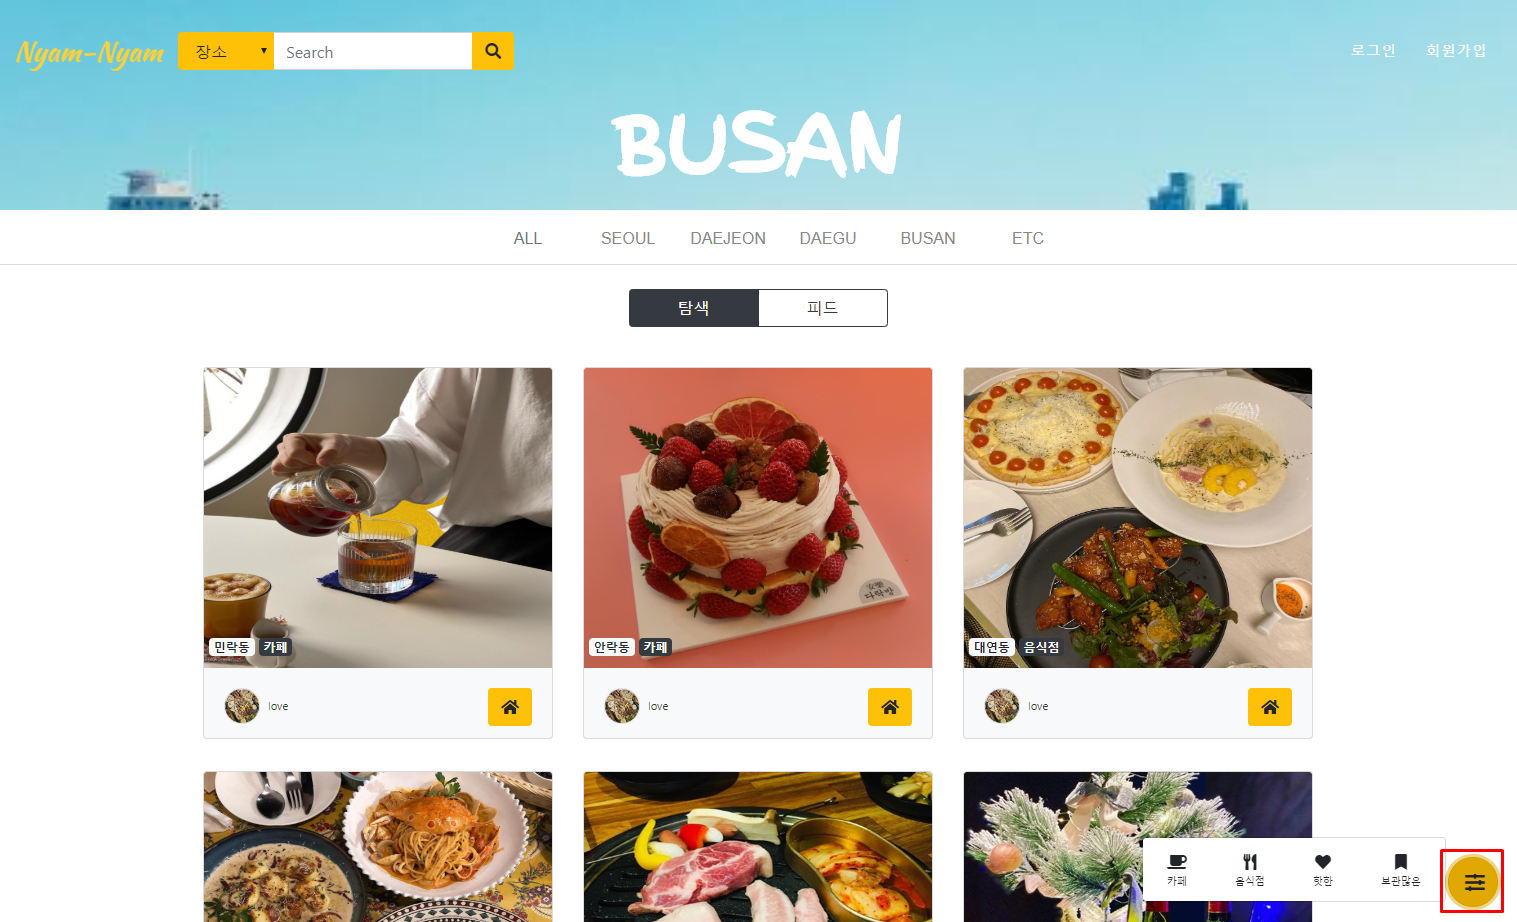 Nyam-Nyam
장소
Search
로그인
회원가입
BUSAN
ALL
SEOUL
DAEJEON
DAEGU
BUSAN
ETC
탐색
피드
민락동 카페
안락동 카페
대연동 음식점
love
love
love
카페
음식점
핫한
보관많은